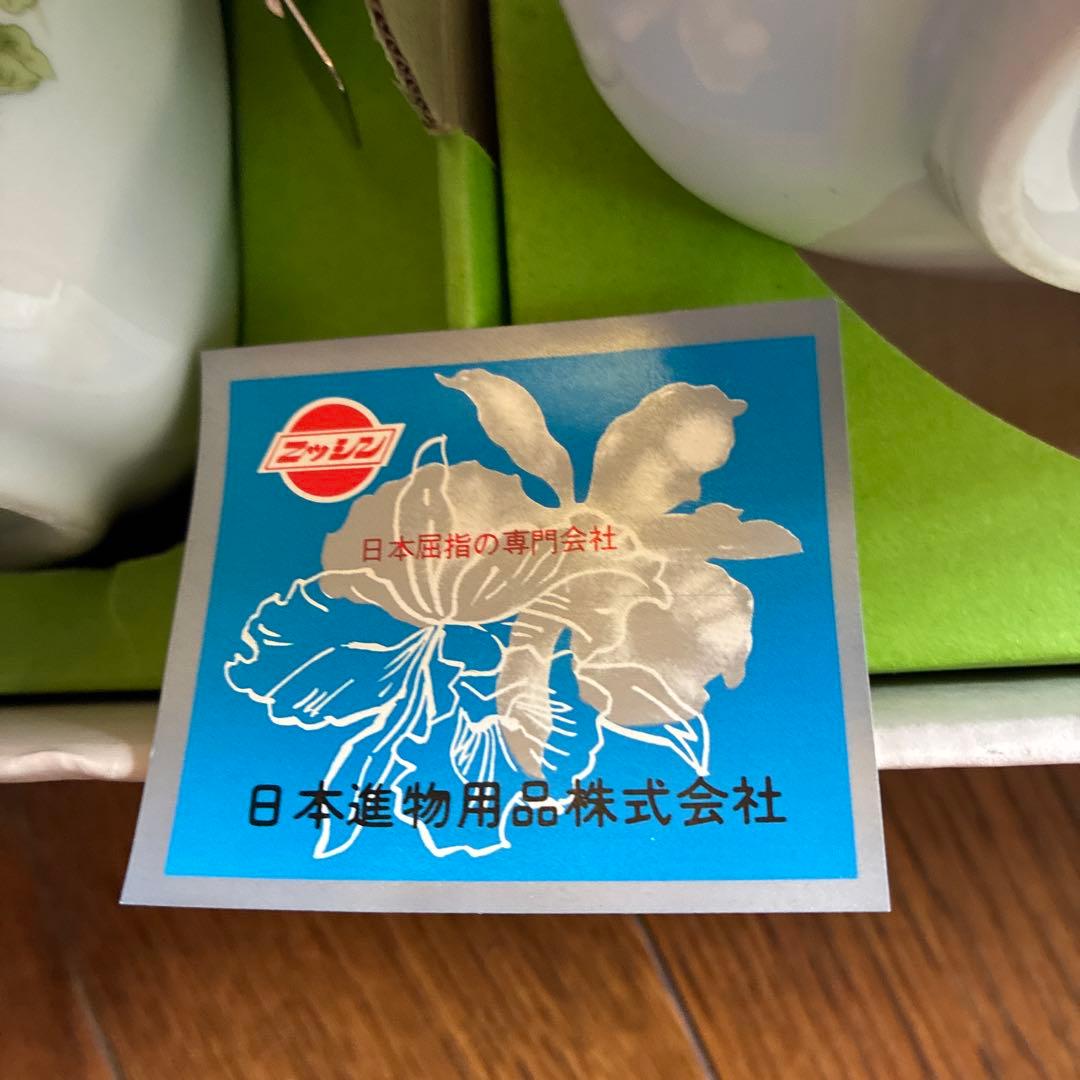 ニッシン
日本屈指の専門会社
日本進物用品株式会社